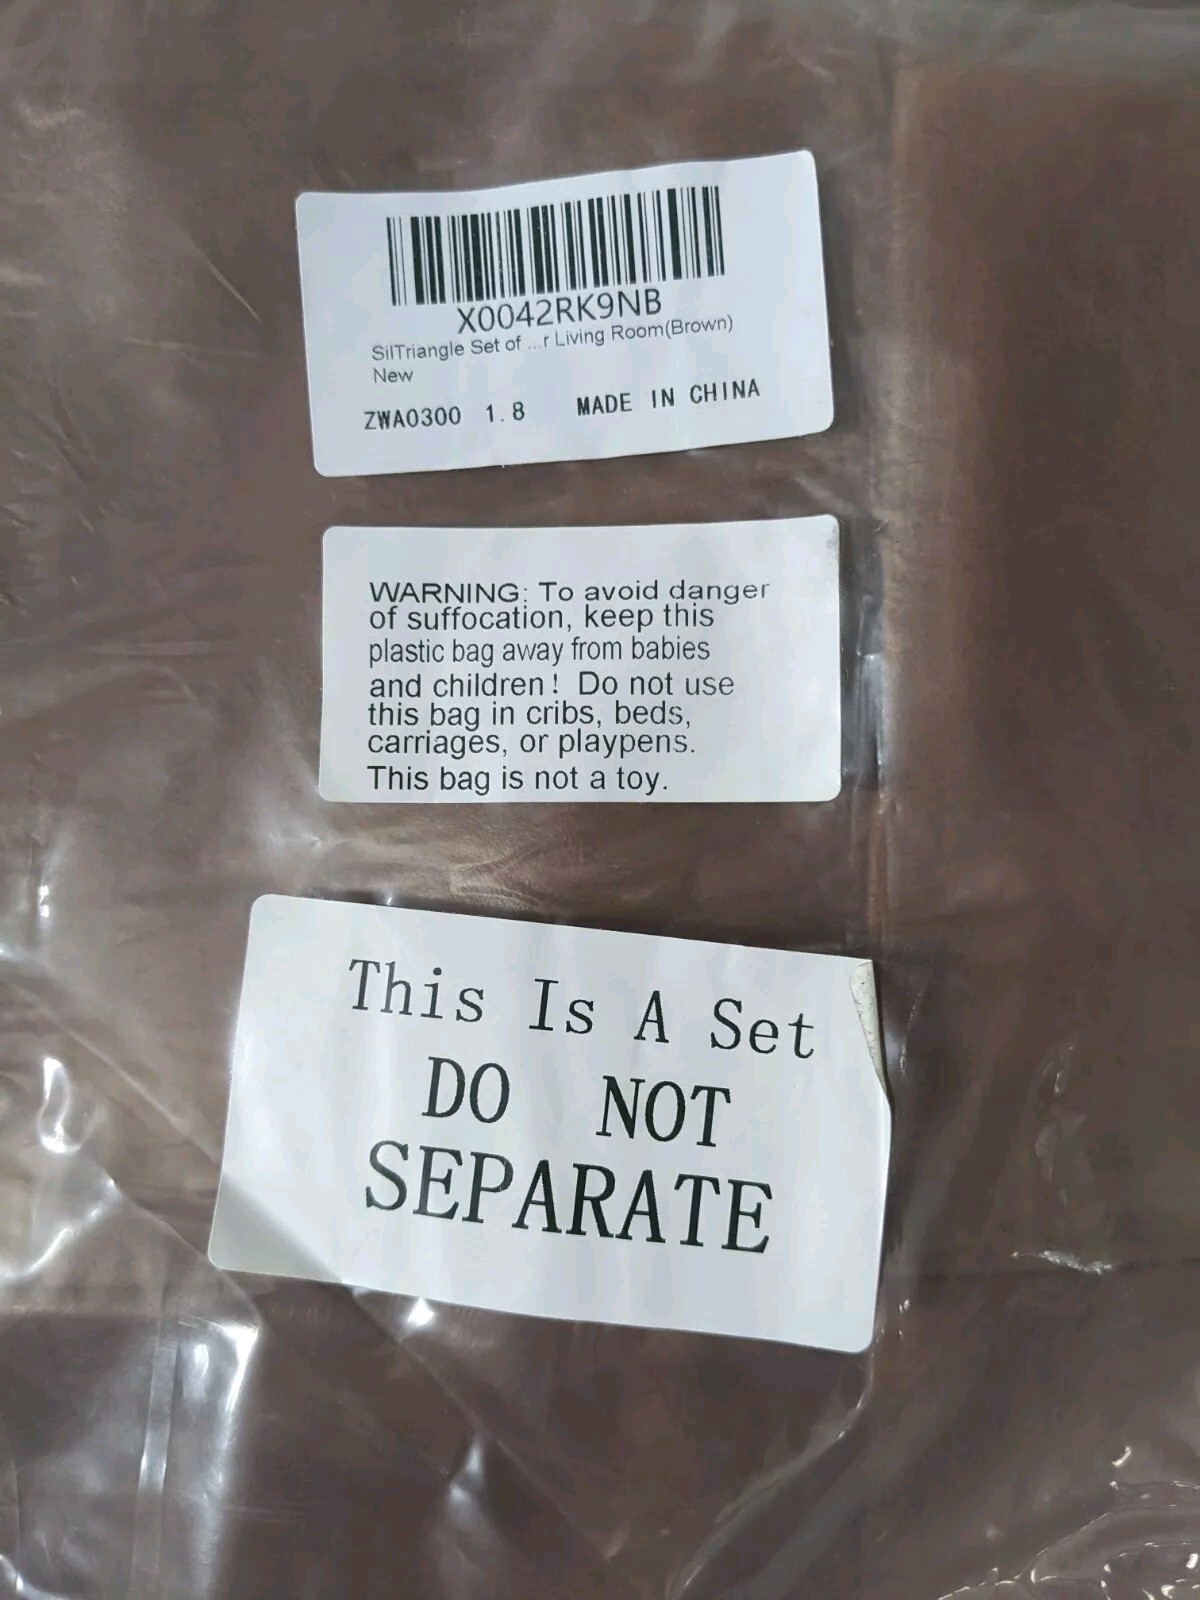 X0042RK9NB
SilTriangle Set of ...r Living Room(Brown)
New
ZWA0300 1.8 MADE IN CHINA
WARNING: To avoid danger
of suffocation, keep this
plastic bag away from babies
and children! Do not use
this bag in cribs, beds,
carriages, or playpens.
This bag is not a toy.
This Is A Set
DO NOT
SEPARATE